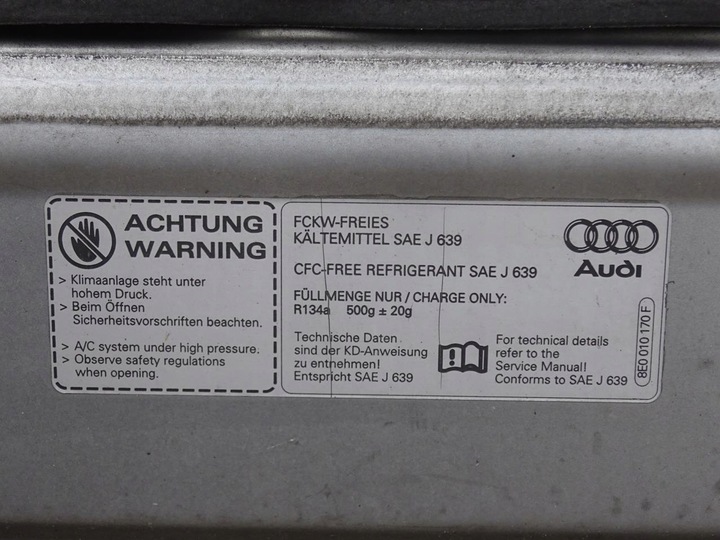 ACHTUNG
WARNING
> Klimaanlage steht unter
hohem Druck.
> Beim Öffnen
Sicherheitsvorschriften beachten.
> A/C system under high pressure.
> Observe safety regulations
when opening.
FCKW-FREIES
KÄLTEMITTEL SAE J 639
CFC-FREE REFRIGERANT SAE J 639
FÜLLMENGE NUR / CHARGE ONLY:
R134a 500g ± 20g
Technische Daten
sind der KD-Anweisung
zu entnehmen!
Entspricht SAE J 639
For technical details
refer to the
Service Manual!
Conforms to SAE J 639
Audi
8E0 010 170 F